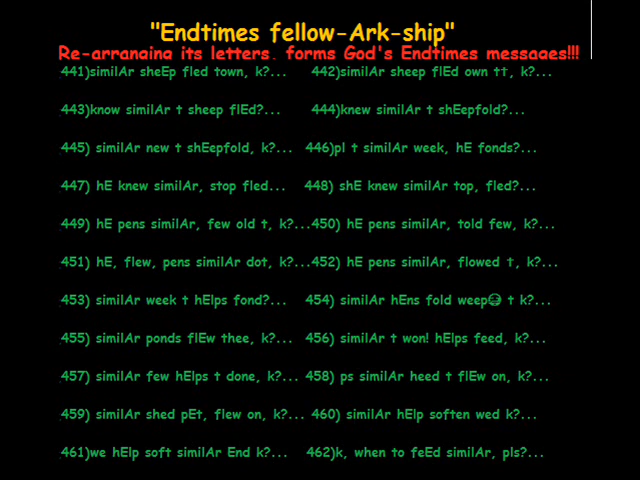 "Endtimes fellow-Ark-ship"
Re-arranging its letters, forms God's Endtimes messages!!!
441)similAr sheEp fled town, k?... 442)similAr sheep flEd own tt, k?...
443)know similAr t sheep flEd?... 444)knew similAr t shEepfold?...
445) similAr new t shEepfold, k?... 446)pl t similAr week, hE fonds?...
447) hE knew similAr, stop fled... 448) shE knew similAr top, fled?...
449) hE pens similAr, few old t, k?... 450) hE pens similAr, told few, k?...
451) hE, flew, pens similAr dot, k?... 452) hE pens similAr, flowed t, k?...
453) similAr week t hElps fond?... 454) similAr hEns fold weep😂 t k?...
455) similAr ponds flEw thee, k?... 456) similAr t won! hElps feed, k?...
457) similAr few hElps t done, k?... 458) ps similAr heed t flEw on, k?...
459) similAr shed pEt, flew on, k?... 460) similAr hElp soften wed k?...
461)we hElp soft similAr End k?... 462)k, when to feEd similAr, pls?...